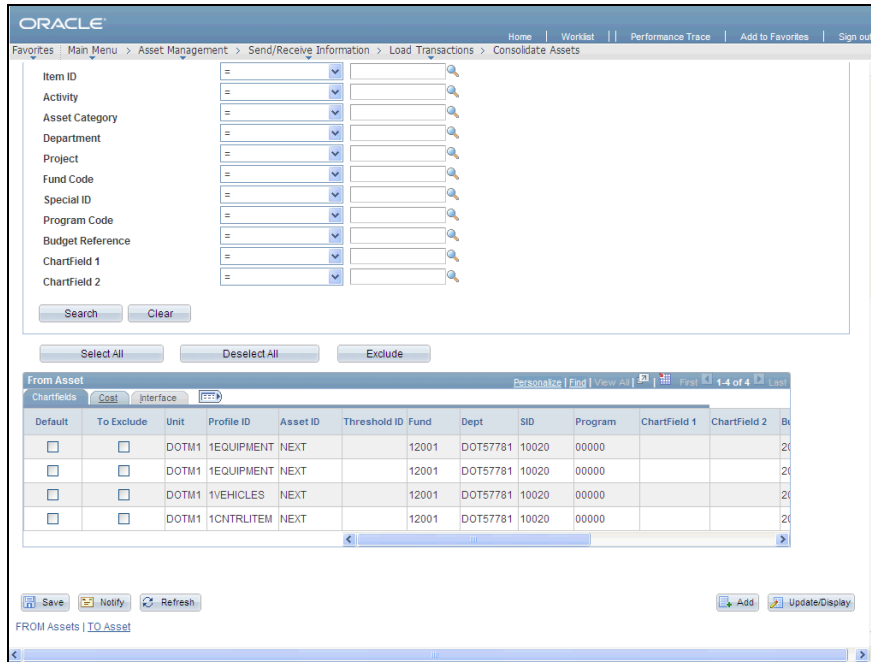 ORACLE
Home | Worklist | | Performance Trace | Add to Favorites | Sign out
Favorites | Main Menu > Asset Management > Send/Receive Information > Load Transactions > Consolidate Assets
Item ID =
Activity =
Asset Category =
Department =
Project =
Fund Code =
Special ID =
Program Code =
Budget Reference =
ChartField 1 =
ChartField 2 =
Search Clear
Select All Deselect All Exclude
From Asset Personalize | Find | View All | | First 1-4 of 4 Last
Chartfields Cost Interface
Default To Exclude Unit Profile ID Asset ID Threshold ID Fund Dept SID Program ChartField 1 ChartField 2 Bu
DOTM1 1EQUIPMENT NEXT 12001 DOT57781 10020 00000 20
DOTM1 1EQUIPMENT NEXT 12001 DOT57781 10020 00000 20
DOTM1 1VEHICLES NEXT 12001 DOT57781 10020 00000 20
DOTM1 1CNTRLITEM NEXT 12001 DOT57781 10020 00000 20
Save Notify Refresh Add Update/Display
FROM Assets | TO Asset